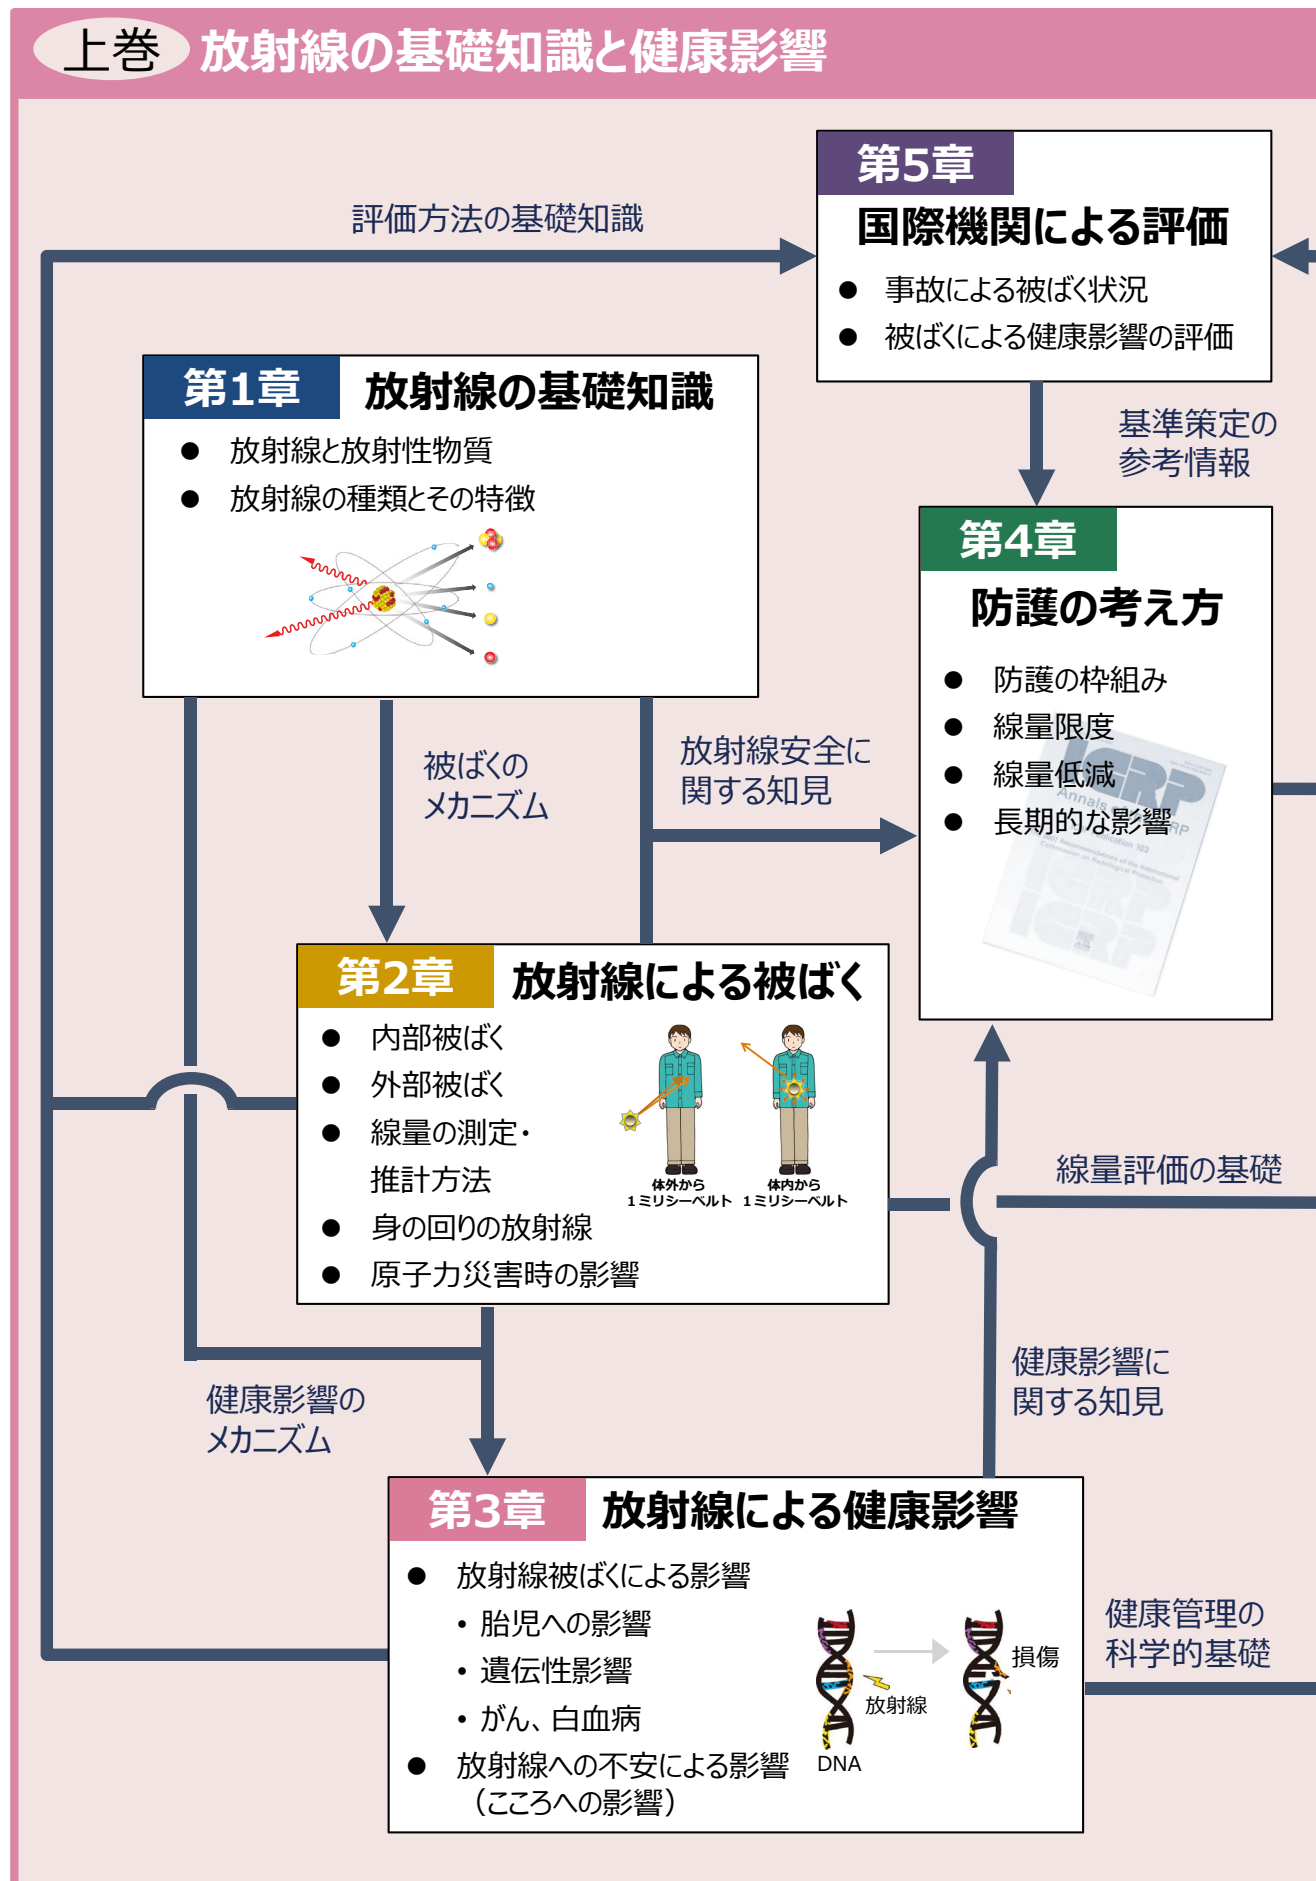 上巻 放射線の基礎知識と健康影響
第5章
国際機関による評価
● 事故による被ばく状況
● 被ばくによる健康影響の評価
評価方法の基礎知識
第1章 放射線の基礎知識
● 放射線と放射性物質
● 放射線の種類とその特徴
基準策定の
参考情報
第4章
防護の考え方
● 防護の枠組み
● 線量限度
● 線量低減
● 長期的な影響
ICRP
Publication 103
2007 Recommendations of the International
Commission on Radiological Protection
ICRP
ICRP
被ばくの
メカニズム
放射線安全に
関する知見
第2章 放射線による被ばく
● 内部被ばく
● 外部被ばく
● 線量の測定・
推計方法
● 身の回りの放射線
● 原子力災害時の影響
体外から
1ミリシーベルト
体内から
1ミリシーベルト
線量評価の基礎
健康影響の
メカニズム
健康影響に
関する知見
第3章 放射線による健康影響
● 放射線被ばくによる影響
・胎児への影響
・遺伝性影響
・がん、白血病
● 放射線への不安による影響
（こころへの影響）
放射線
損傷
DNA
健康管理の
科学的基礎